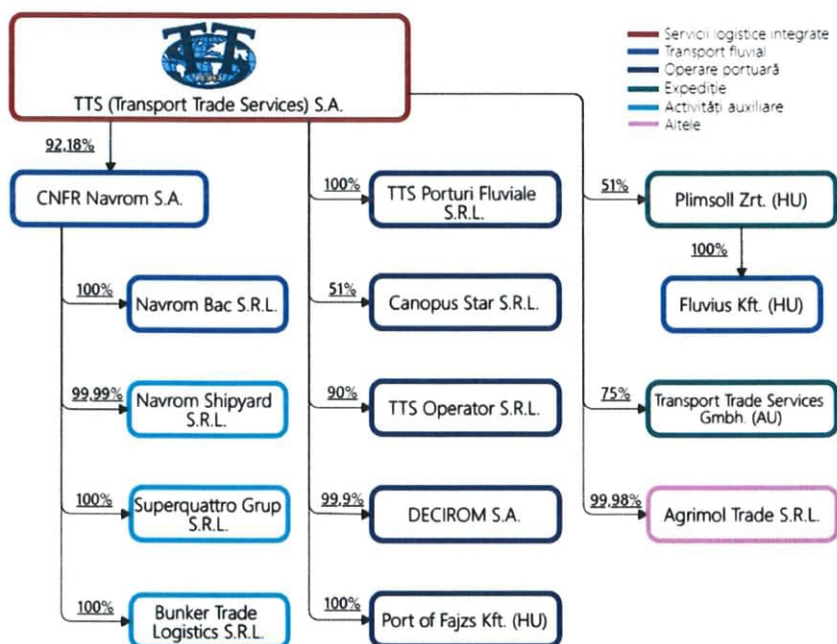 TTS (Transport Trade Services) S.A.
Servicii logistice integrate
Transport fluvial
Operare portuară
Expediție
Activități auxiliare
Altele
92,18%
CNFR Navrom S.A.
100%
Navrom Bac S.R.L.
99,99%
Navrom Shipyard
S.R.L.
100%
Superquattro Grup
S.R.L.
100%
Bunker Trade
Logistics S.R.L.
100%
TTS Porturi Fluviale
S.R.L.
51%
Canopus Star S.R.L.
90%
TTS Operator S.R.L.
99,9%
DECIROM S.A.
100%
Port of Fajzs Kft. (HU)
51%
Plimsoll Zrt. (HU)
100%
Fluvius Kft. (HU)
75%
Transport Trade Services
Gmbh. (AU)
99,98%
Agrimol Trade S.R.L.